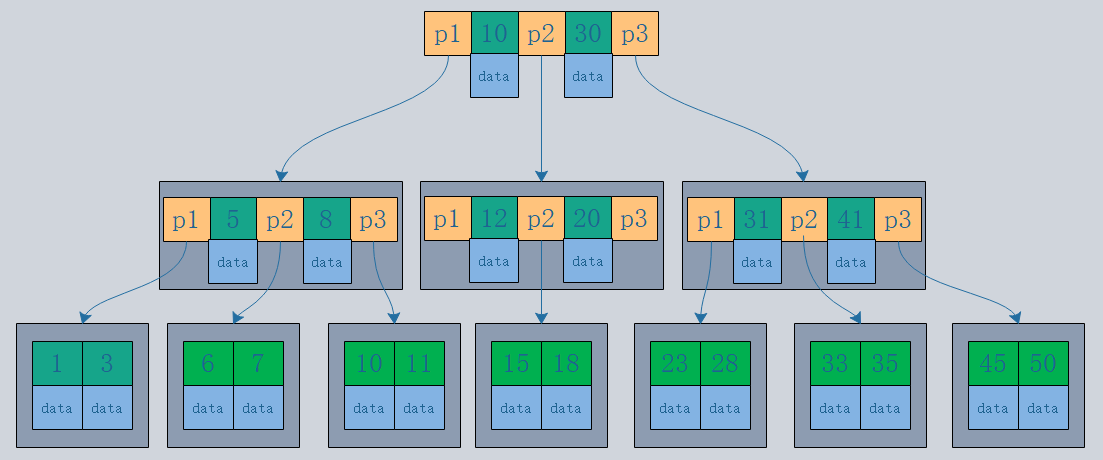 p1 10 p2 30 p3
data data
p1 5 p2 8 p3
data data
p1 12 p2 20 p3
data data
p1 31 p2 41 p3
data data
1 3
data data
6 7
data data
10 11
data data
15 18
data data
23 28
data data
33 35
data data
45 50
data data